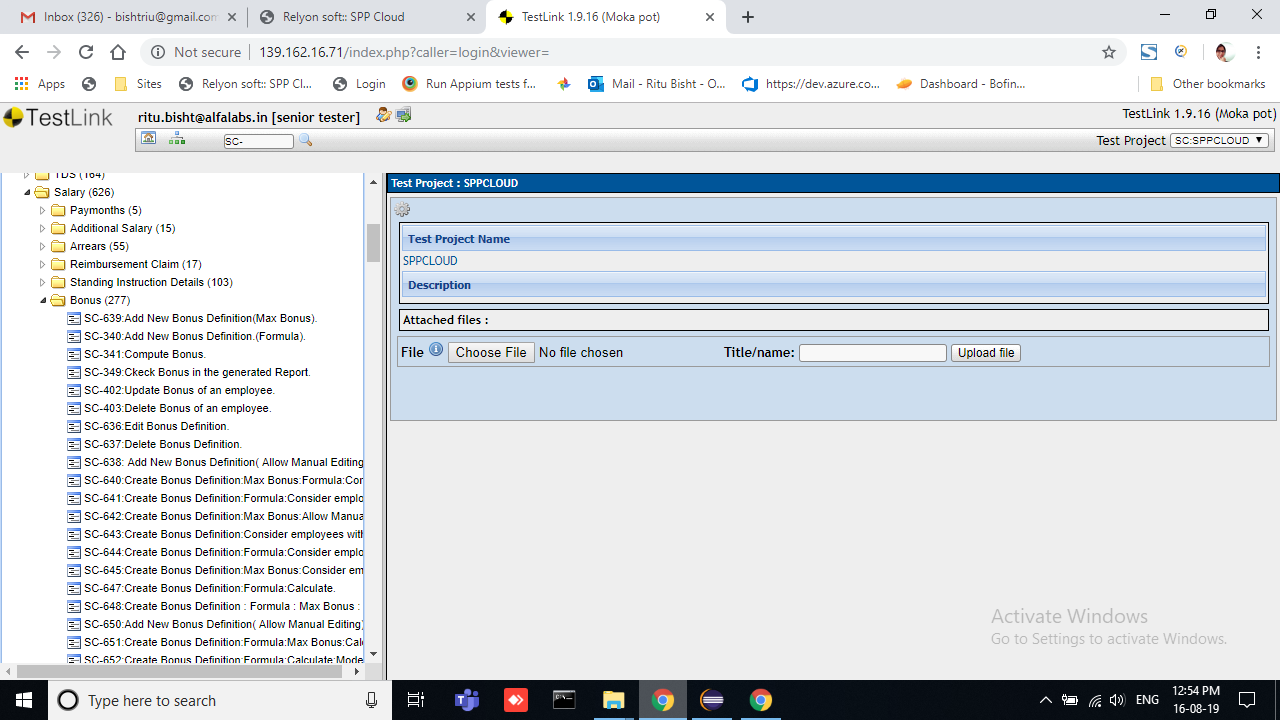 Inbox (326) - bishtriu@gmail.com
Relyon soft:: SPP Cloud
TestLink 1.9.16 (Moka pot)
Not secure
139.162.16.71/index.php?caller=login&viewer=
Apps
Sites
Relyon soft:: SPP Cl...
Login
Run Appium tests f...
Mail - Ritu Bisht - O...
https://dev.azure.co...
Dashboard - Bofin...
Other bookmarks
TestLink
ritu.bisht@alfalabs.in [senior tester]
TestLink 1.9.16 (Moka pot)
SC-
Test Project
SC:SPPCLOUD
TDS (164)
Salary (626)
Paymonths (5)
Additional Salary (15)
Arrears (55)
Reimbursement Claim (17)
Standing Instruction Details (103)
Bonus (277)
SC-639:Add New Bonus Definition(Max Bonus).
SC-340:Add New Bonus Definition.(Formula).
SC-341:Compute Bonus.
SC-349:Ckeck Bonus in the generated Report.
SC-402:Update Bonus of an employee.
SC-403:Delete Bonus of an employee.
SC-636:Edit Bonus Definition.
SC-637:Delete Bonus Definition.
SC-638: Add New Bonus Definition( Allow Manual Editing
SC-640:Create Bonus Definition:Max Bonus:Formula:Con
SC-641:Create Bonus Definition:Formula:Consider emplo
SC-642:Create Bonus Definition:Max Bonus:Allow Manua
SC-643:Create Bonus Definition:Consider employees with
SC-644:Create Bonus Definition:Formula:Consider emplo
SC-645:Create Bonus Definition:Max Bonus:Consider em
SC-647:Create Bonus Definition:Formula:Calculate.
SC-648:Create Bonus Definition : Formula : Max Bonus :
SC-650:Add New Bonus Definition( Allow Manual Editing)
SC-651:Create Bonus Definition:Formula:Max Bonus:Cal
SC-652:Create Bonus Definition:Formula:Calculate:Mode
Test Project : SPPCLOUD
Test Project Name
SPPCLOUD
Description
Attached files :
File
Choose File
No file chosen
Title/name:
Upload file
Activate Windows
Go to Settings to activate Windows.
Type here to search
ENG
12:54 PM
16-08-19